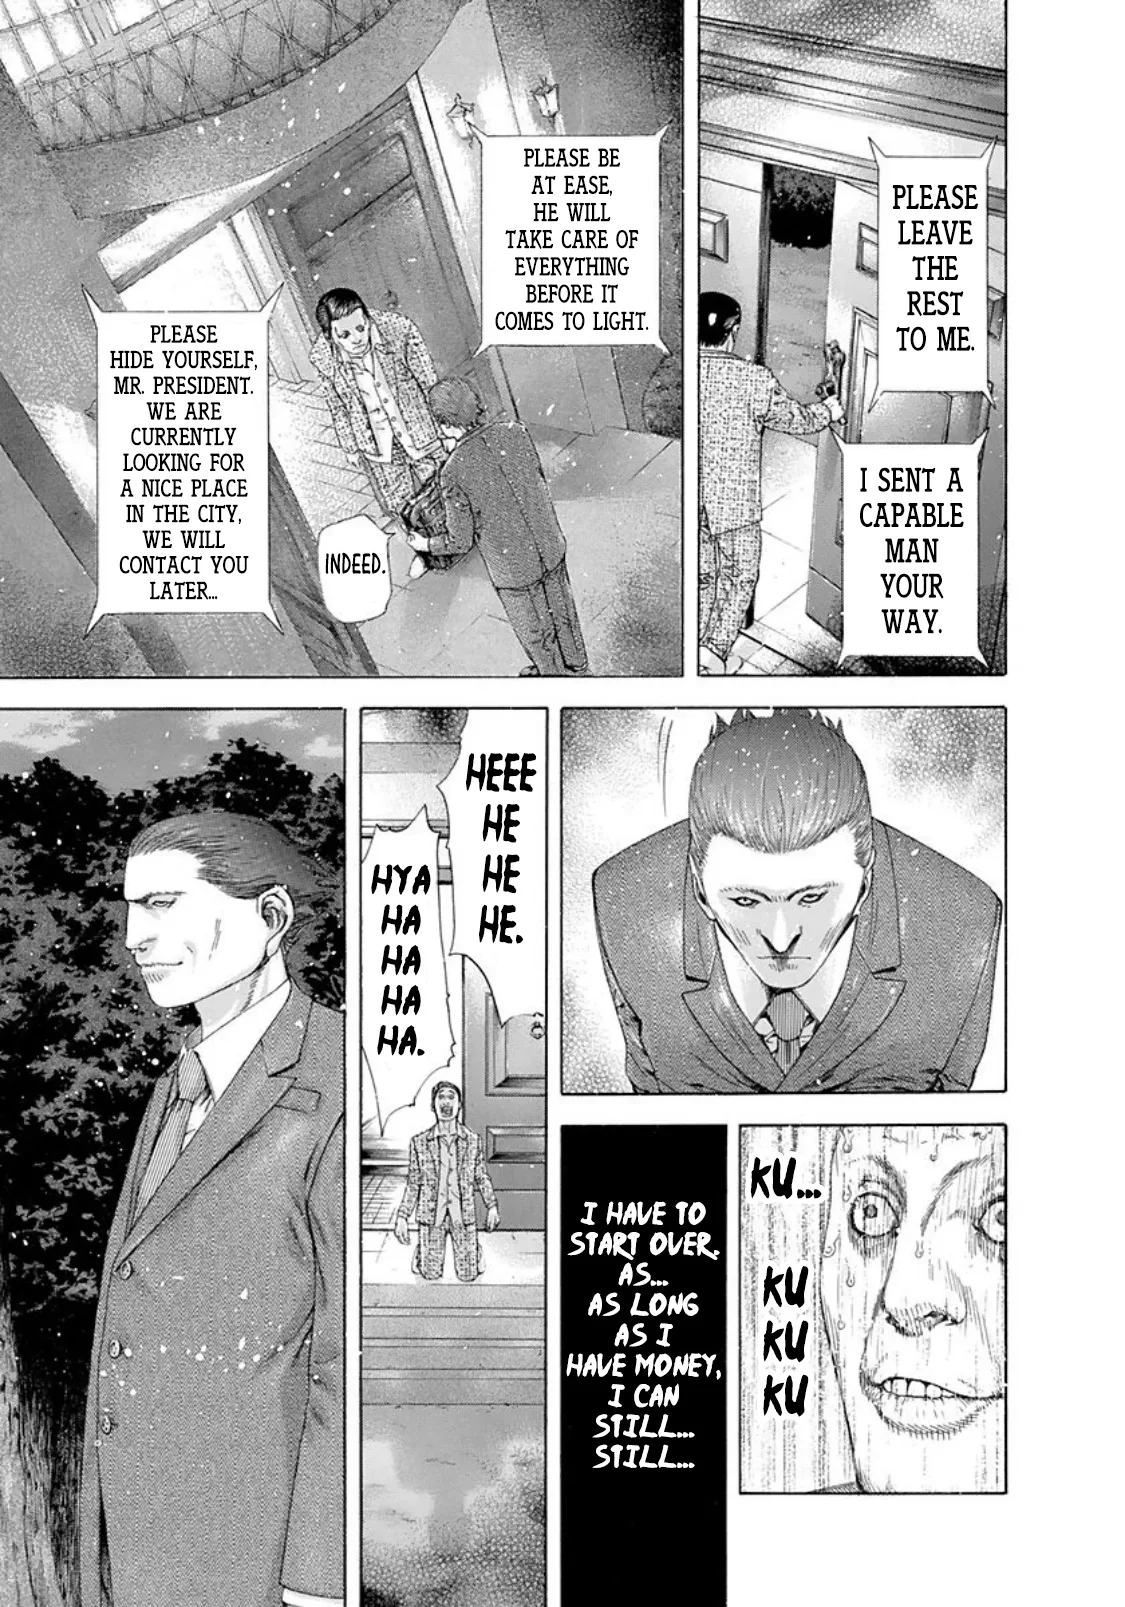 PLEASE
LEAVE
THE
REST
TO ME.
I SENT A
CAPABLE
MAN
YOUR
WAY.
PLEASE BE
AT EASE,
HE WILL
TAKE CARE OF
EVERYTHING
BEFORE IT
COMES TO LIGHT.
PLEASE
HIDE YOURSELF,
MR. PRESIDENT.
WE ARE
CURRENTLY
LOOKING FOR
A NICE PLACE
IN THE CITY,
WE WILL
CONTACT YOU
LATER...
INDEED.
HEEE
HE
HE
HE
HE.
HYA
HA
HA
HA
HA.
KU...
KU
KU
KU
I HAVE TO
START OVER.
AS...
AS LONG
AS I
HAVE MONEY,
I CAN
STILL...
STILL...